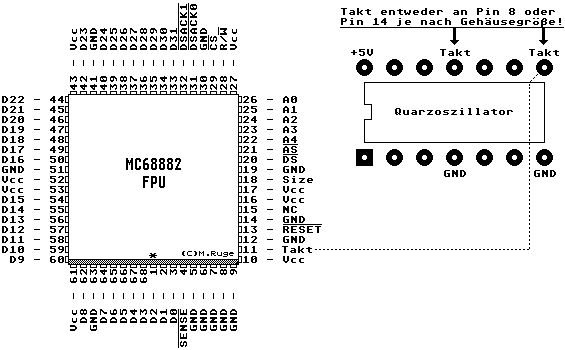 Takt entweder an Pin 8 oder
Pin 14 je nach Gehäusegröße!
+5V
Takt
Takt
Quarzoszillator
GND
GND
43 - Vcc
42 - D23
41 - GND
40 - D24
39 - D25
38 - D26
37 - D27
36 - D28
35 - D29
34 - D30
33 - D31
32 - DSACK1
31 - DSACK0
30 - GND
29 - CS
28 - R/W
27 - Vcc
D22 - 44
D21 - 45
D20 - 46
D19 - 47
D18 - 48
D17 - 49
D16 - 50
GND - 51
Vcc - 52
Vcc - 53
D15 - 54
D14 - 55
D13 - 56
D12 - 57
D11 - 58
D10 - 59
D9 - 60
MC68882
FPU
*
(C)M.Ruge
26 - A0
25 - A1
24 - A2
23 - A3
22 - A4
21 - AS
20 - DS
19 - GND
18 - Size
17 - Vcc
16 - Vcc
15 - NC
14 - GND
13 - RESET
12 - GND
11 - Takt
10 - Vcc
Vcc - 61
D8 - 62
GND - 63
D7 - 64
D6 - 65
D5 - 66
D4 - 67
D3 - 68
D2 - 1
D1 - 2
D0 - 3
SENSE - 4
GND - 5
GND - 6
GND - 7
GND - 8
GND - 9